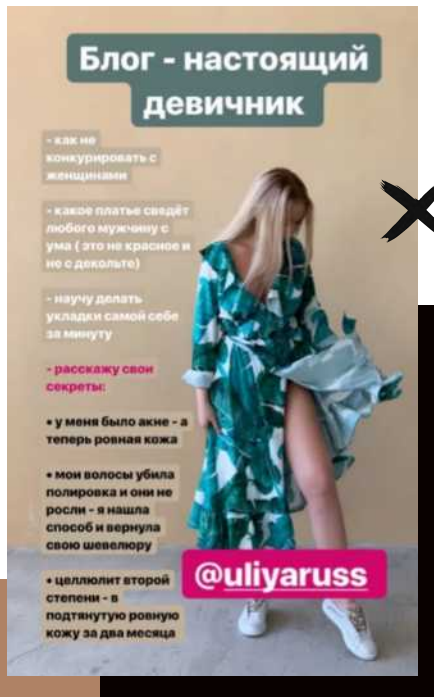 Блог - настоящий
девичник
- как не
конкурировать с
женщинами
- какое платье сведёт
любого мужчину с
ума ( это не красное и
не с декольте)
- научу делать
укладки самой себе
за минуту
- расскажу свои
секреты:
• у меня было акне - а
теперь ровная кожа
• мои волосы убила
полировка и они не
росли - я нашла
способ и вернула
свою шевелюру
@uliyaruss
• целлюлит второй
степени - в
подтянутую ровную
кожу за два месяца